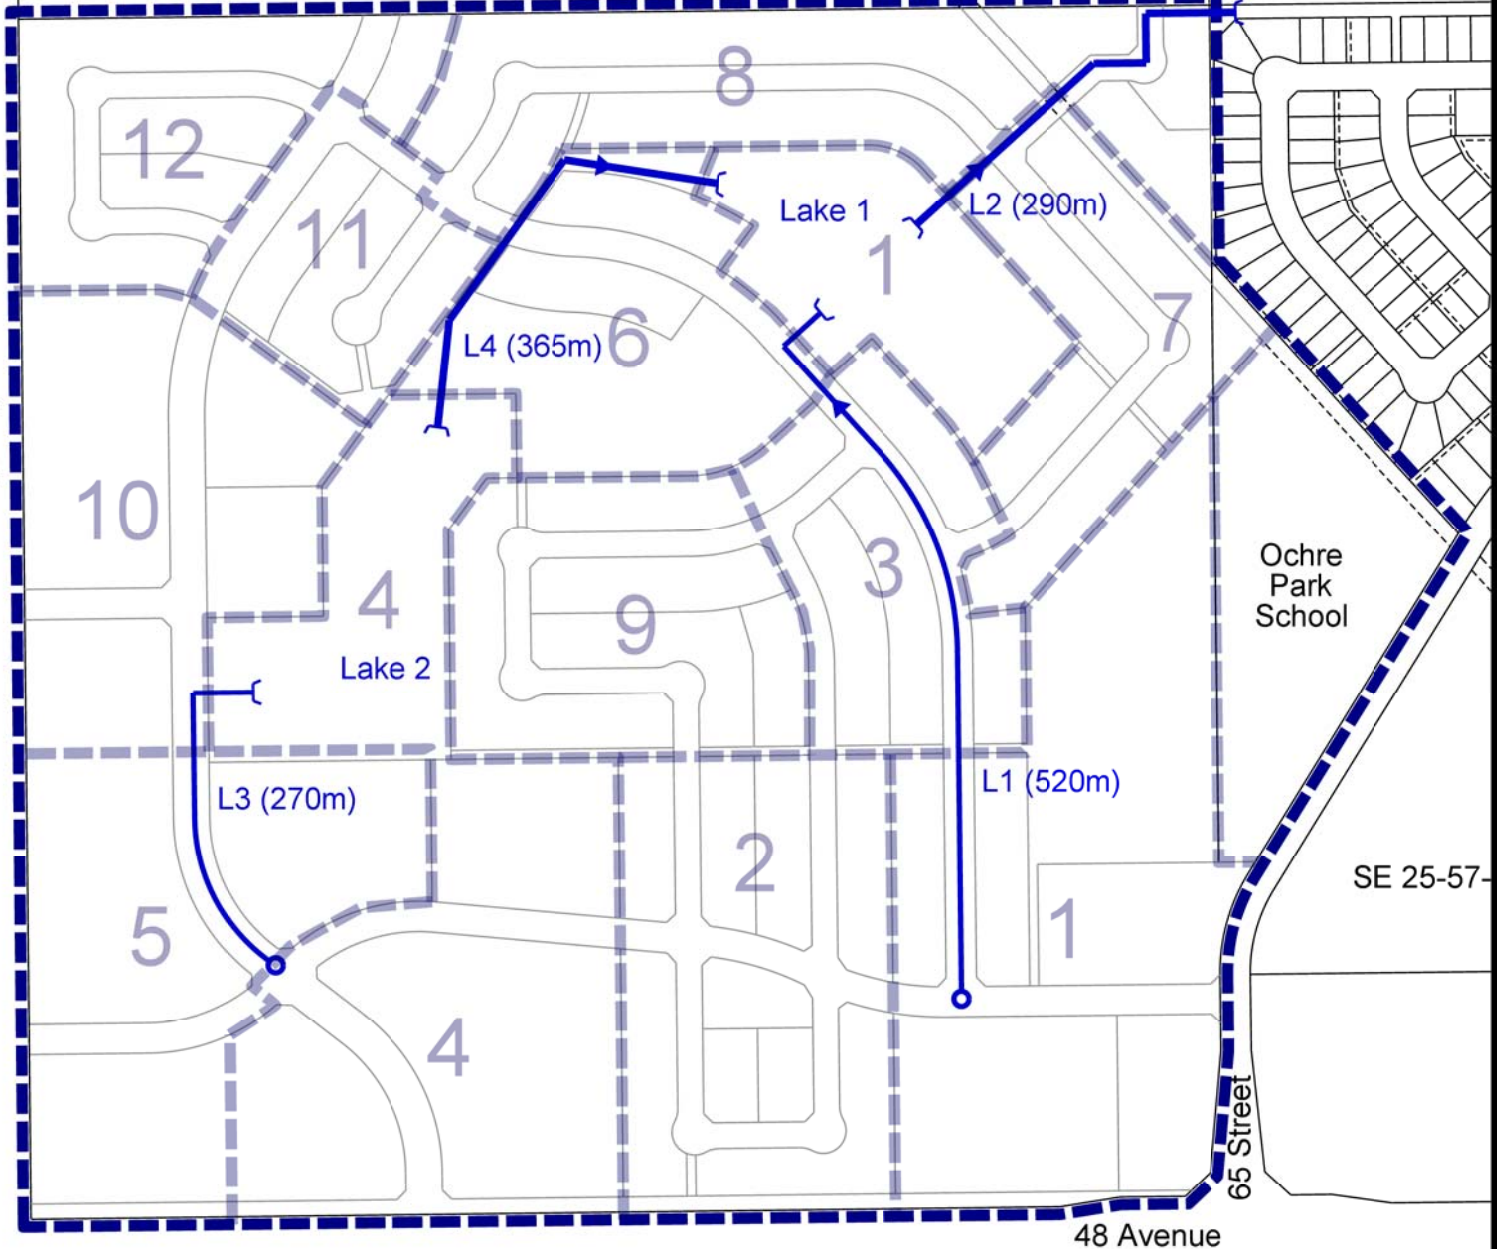 8
12
Lake 1
L2 (290m)
11
1
7
L4 (365m)
6
10
Ochre
Park
School
3
4
9
Lake 2
L1 (520m)
L3 (270m)
2
SE 25-57-
5
1
4
65 Street
48 Avenue